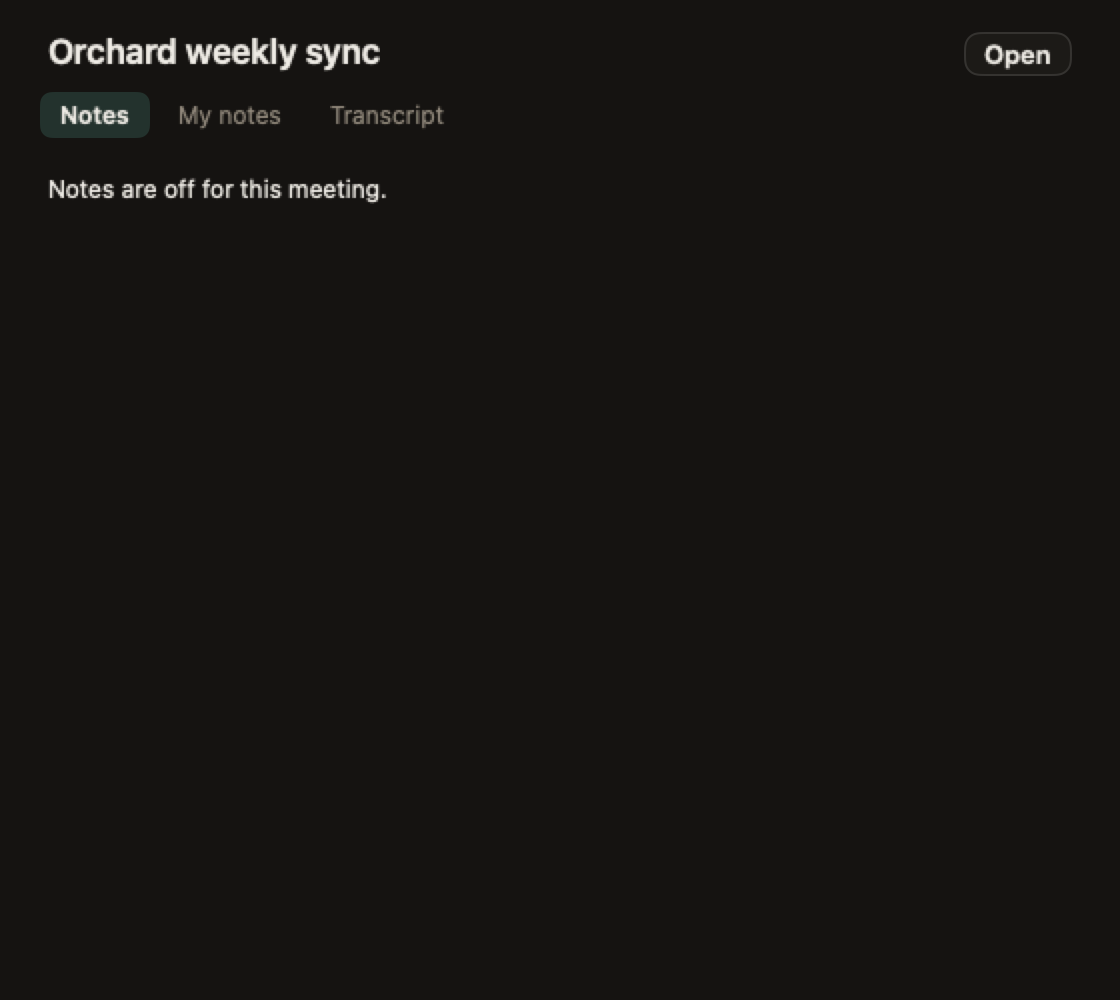 Orchard weekly sync
Open
Notes
My notes
Transcript
Notes are off for this meeting.